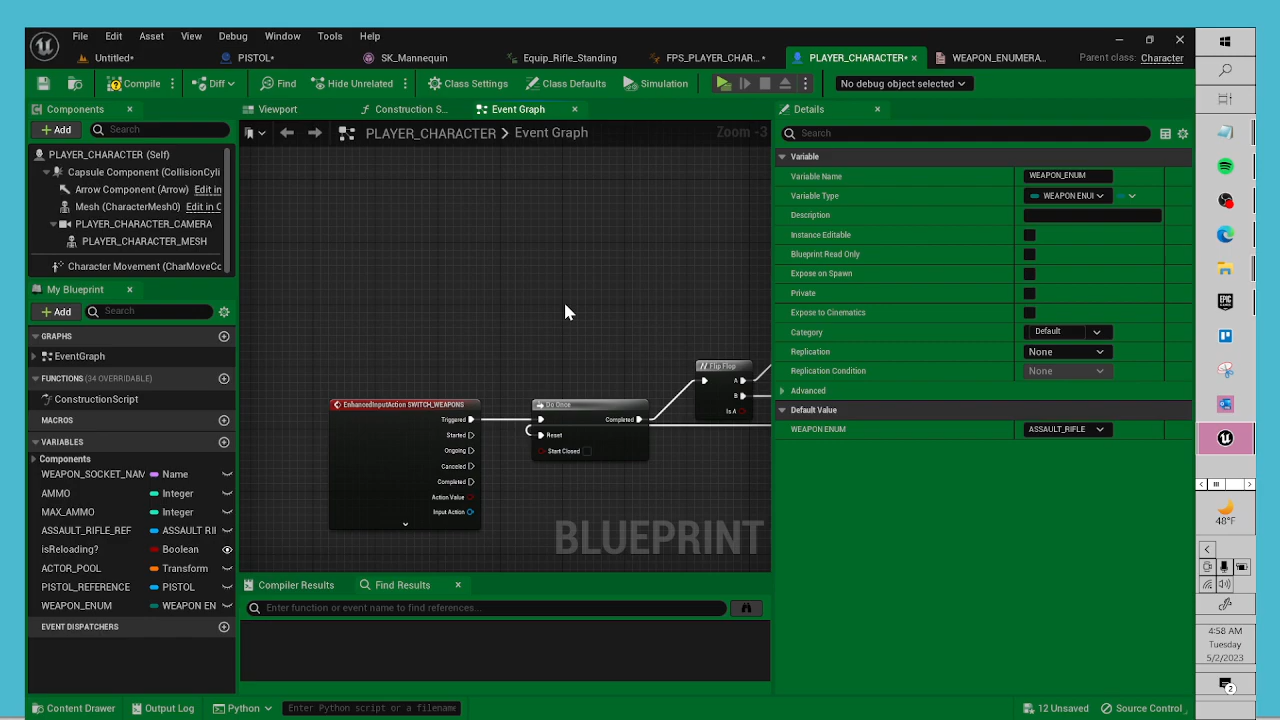 File Edit Asset View Debug Window Tools Help
Untitled* PISTOL* SK_Mannequin Equip_Rifle_Standing FPS_PLAYER_CHAR...* PLAYER_CHARACTER* WEAPON_ENUMERA... Parent class: Character
Compile Diff Find Hide Unrelated Class Settings Class Defaults Simulation No debug object selected
Components
Add Search
PLAYER_CHARACTER (Self)
Capsule Component (CollisionCyli
Arrow Component (Arrow) Edit in
Mesh (CharacterMesh0) Edit in C
PLAYER_CHARACTER_CAMERA
PLAYER_CHARACTER_MESH
Character Movement (CharMoveCo
My Blueprint
Add Search
GRAPHS
EventGraph
FUNCTIONS (34 OVERRIDABLE)
ConstructionScript
MACROS
VARIABLES
Components
WEAPON_SOCKET_NAM Name
AMMO Integer
MAX_AMMO Integer
ASSAULT_RIFLE_REF ASSAULT RII
isReloading? Boolean
ACTOR_POOL Transform
PISTOL_REFERENCE PISTOL
WEAPON_ENUM WEAPON EN
EVENT DISPATCHERS
Viewport Construction S... Event Graph
PLAYER_CHARACTER > Event Graph Zoom -3
EnhancedInputAction SWITCH_WEAPONS
Triggered
Started
Ongoing
Canceled
Completed
Action Value
Input Action
Do Once
Completed
Reset
Start Closed
Flip Flop
A
B
Is A
BLUEPRINT
Compiler Results Find Results
Enter function or event name to find references...
Details
Search
Variable
Variable Name WEAPON_ENUM
Variable Type WEAPON ENUI
Description
Instance Editable
Blueprint Read Only
Expose on Spawn
Private
Expose to Cinematics
Category Default
Replication None
Replication Condition None
Advanced
Default Value
WEAPON ENUM ASSAULT_RIFLE
Content Drawer Output Log Python Enter Python script or a filename 12 Unsaved Source Control
EPIC GAMES
48°F
4:58 AM
Tuesday
5/2/2023
2